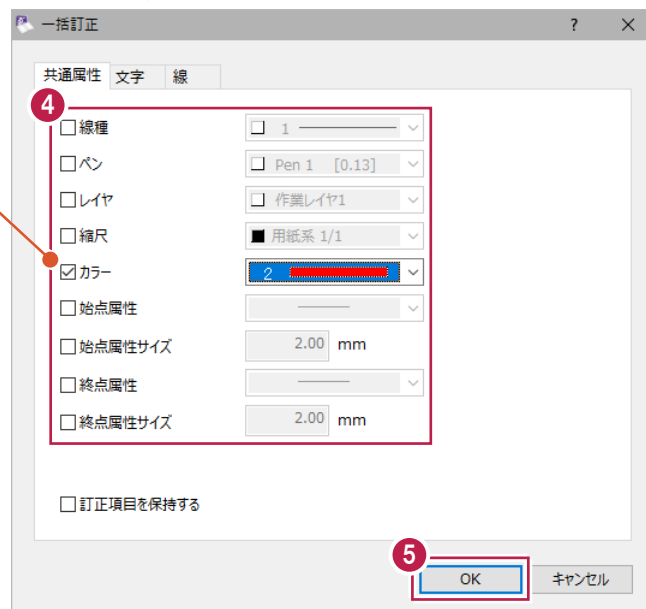 一括訂正 ?
共通属性 文字 線
4
線種 1
ペン Pen 1 [0.13]
レイヤ 作業レイヤ1
縮尺 用紙系 1/1
カラー 2
始点属性
始点属性サイズ 2.00 mm
終点属性
終点属性サイズ 2.00 mm
訂正項目を保持する
5
OK キャンセル